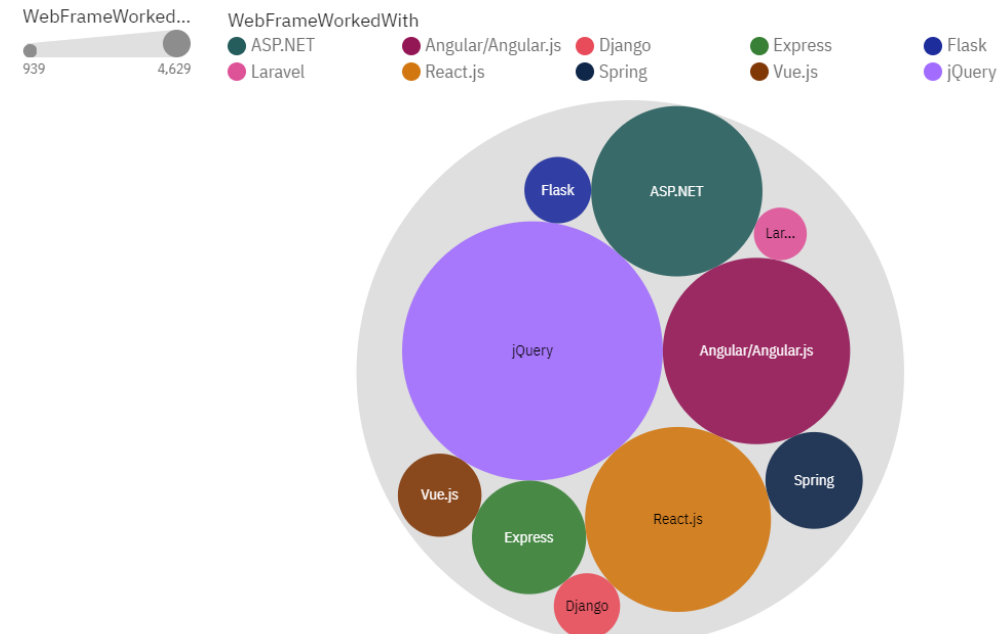 WebFrameWorked...
939 4,629
WebFrameWorkedWith
ASP.NET Angular/Angular.js Django Express Flask
Laravel React.js Spring Vue.js jQuery
Flask
ASP.NET
Lar...
jQuery
Angular/Angular.js
Spring
Vue.js
React.js
Express
Django